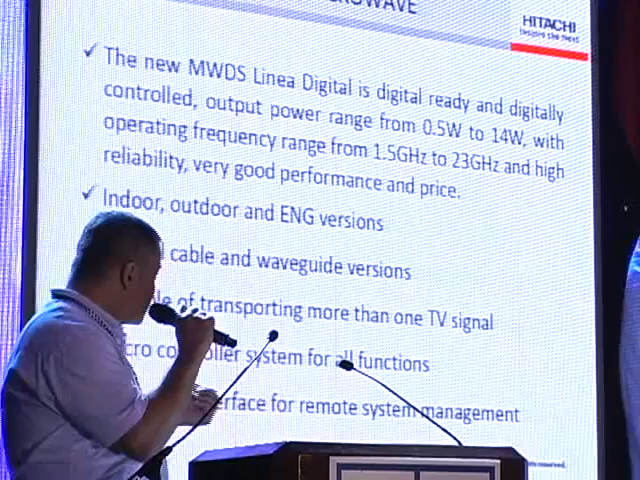 HITACHI
Inspire the Next
✓ The new MWDS Linea Digital is digital ready and digitally
controlled, output power range from 0.5W to 14W, with
operating frequency range from 1.5GHz to 23GHz and high
reliability, very good performance and price.
✓ Indoor, outdoor and ENG versions
cable and waveguide versions
of transporting more than one TV signal
system for all functions
for remote system management
reserved.